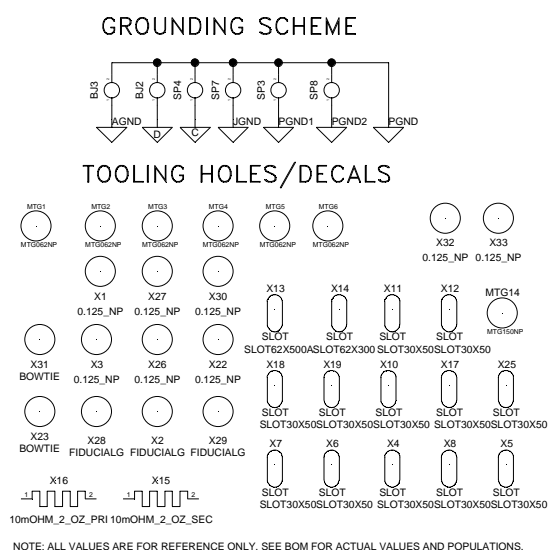 GROUNDING SCHEME
BJ3 BJ2 SP4 SP7 SP3 SP8
AGND D C JGND PGND1 PGND2 PGND
TOOLING HOLES/DECALS
MTG1 MTG2 MTG3 MTG4 MTG5 MTG6
MTG062NP MTG062NP MTG062NP MTG062NP MTG062NP MTG062NP
X32 X33
0.125_NP 0.125_NP
X1 X27 X30
0.125_NP 0.125_NP 0.125_NP
X13 X14 X11 X12 MTG14
SLOT SLOT SLOT SLOT MTG150NP
SLOT62X500A SLOT62X300 SLOT30X50 SLOT30X50
X31 X3 X26 X22
BOWTIE 0.125_NP 0.125_NP 0.125_NP
X18 X19 X10 X17 X25
SLOT SLOT SLOT SLOT SLOT
SLOT30X50 SLOT30X50 SLOT30X50 SLOT30X50 SLOT30X50
X23 X28 X2 X29
BOWTIE FIDUCIALG FIDUCIALG FIDUCIALG
X7 X6 X4 X8 X5
SLOT SLOT SLOT SLOT SLOT
SLOT30X50 SLOT30X50 SLOT30X50 SLOT30X50 SLOT30X50
X16 X15
1 2 1 2
10mOHM_2_OZ_PRI 10mOHM_2_OZ_SEC
NOTE: ALL VALUES ARE FOR REFERENCE ONLY. SEE BOM FOR ACTUAL VALUES AND POPULATIONS.